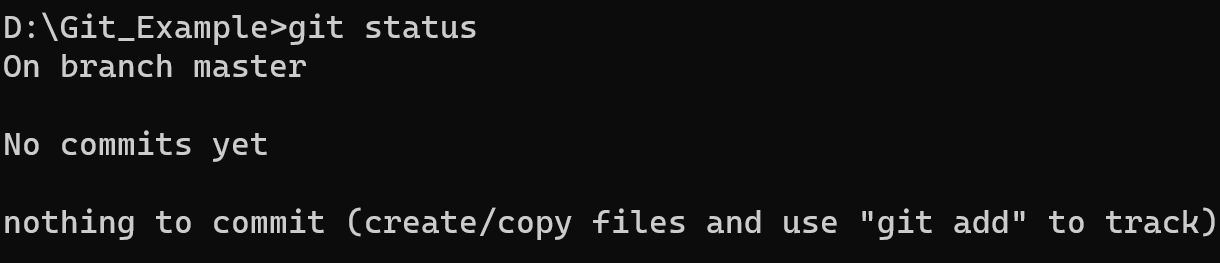 D:\Git_Example>git status
On branch master
No commits yet
nothing to commit (create/copy files and use "git add" to track)